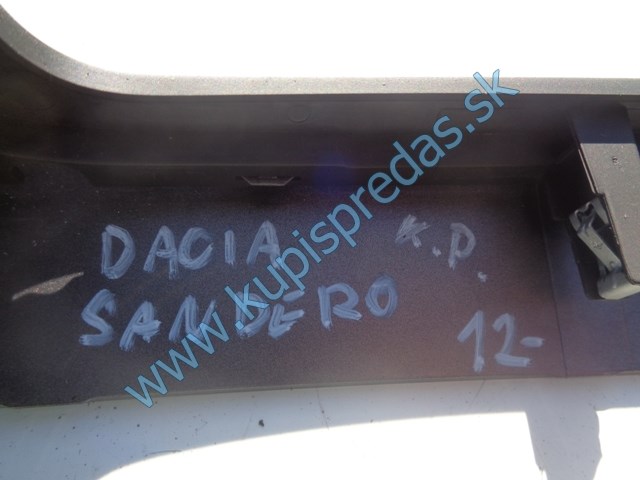 DACIA K.P.
SANDERO 12-
www.kupispredas.sk